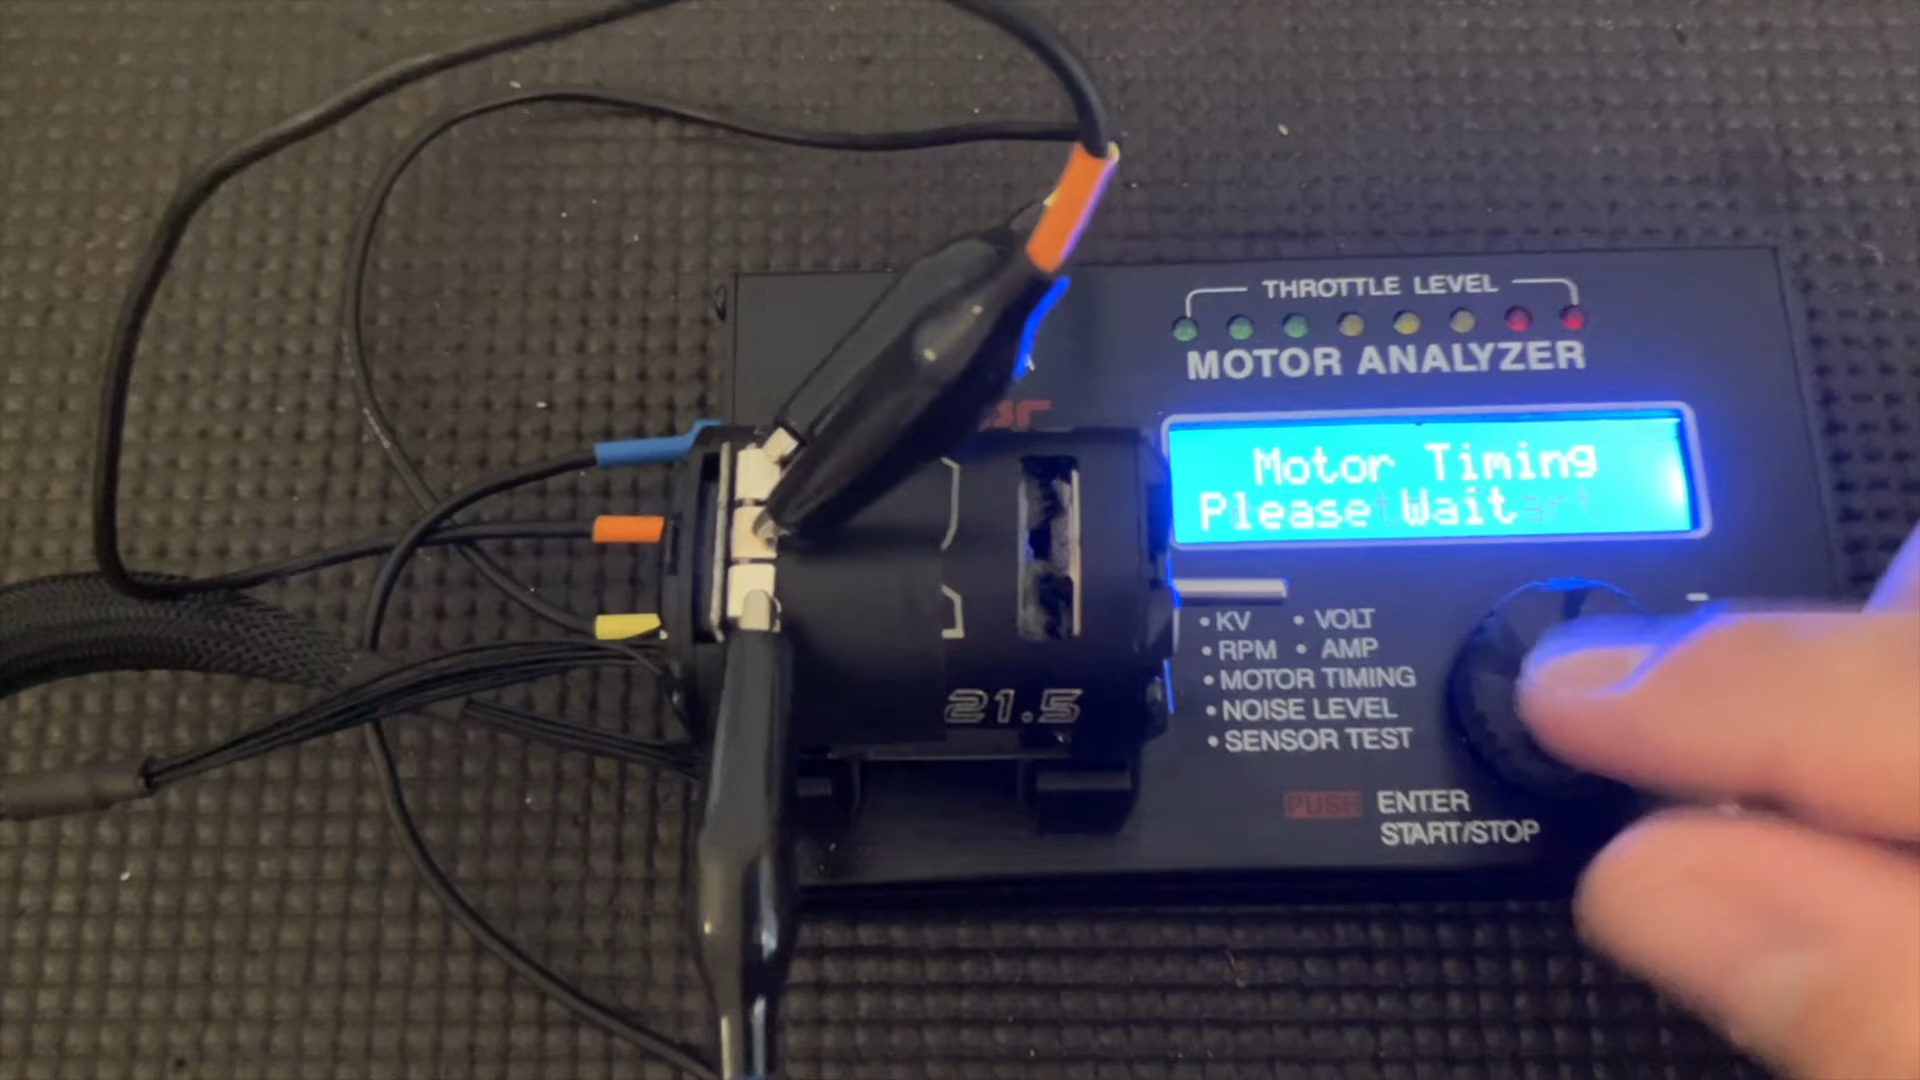 THROTTLE LEVEL
MOTOR ANALYZER
Motor Timing
Please Wait
• KV • VOLT
• RPM • AMP
• MOTOR TIMING
• NOISE LEVEL
• SENSOR TEST
PUSH ENTER
START/STOP
21.5